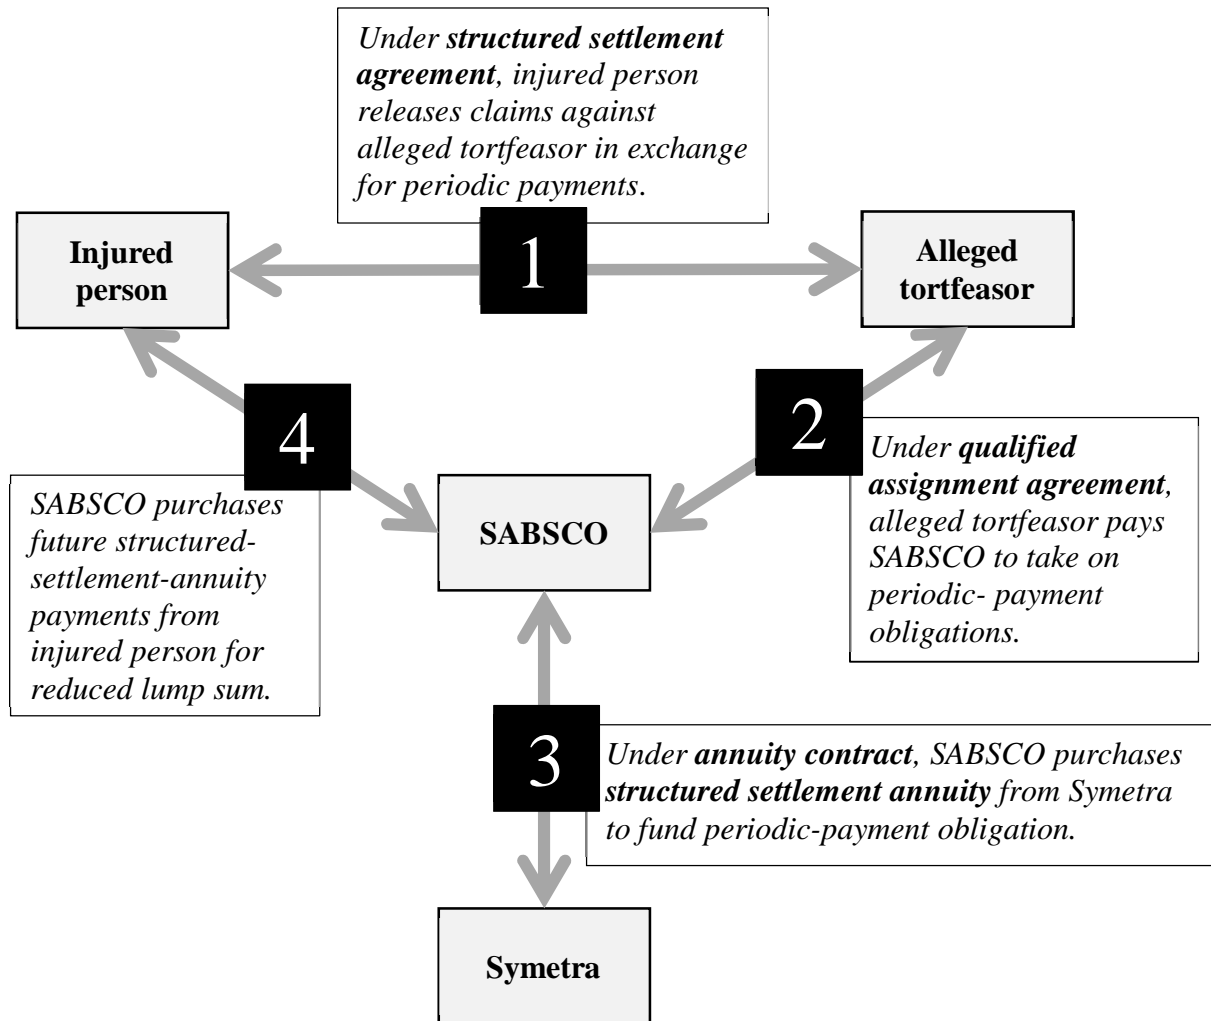 Under structured settlement
agreement, injured person
releases claims against
alleged tortfeasor in exchange
for periodic payments.
1
Injured
person
Alleged
tortfeasor
4
2
SABSCO purchases
future structured-
settlement-annuity
payments from
injured person for
reduced lump sum.
SABSCO
Under qualified
assignment agreement,
alleged tortfeasor pays
SABSCO to take on
periodic- payment
obligations.
3
Under annuity contract, SABSCO purchases
structured settlement annuity from Symetra
to fund periodic-payment obligation.
Symetra